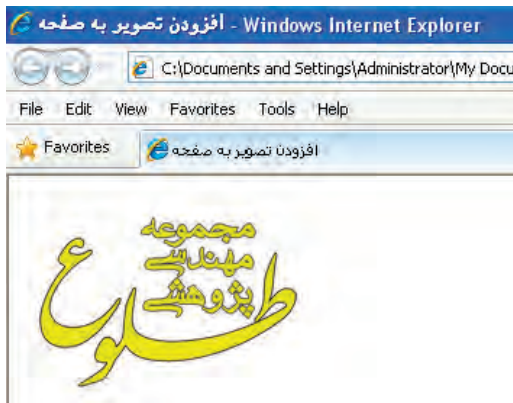 افزودن تصویر به صفحه - Windows Internet Explorer
C:\Documents and Settings\Administrator\My Docu
File Edit View Favorites Tools Help
Favorites افزودن تصویر به صفحه
مجموعه
مهندسی
پژوهشی
طلوع